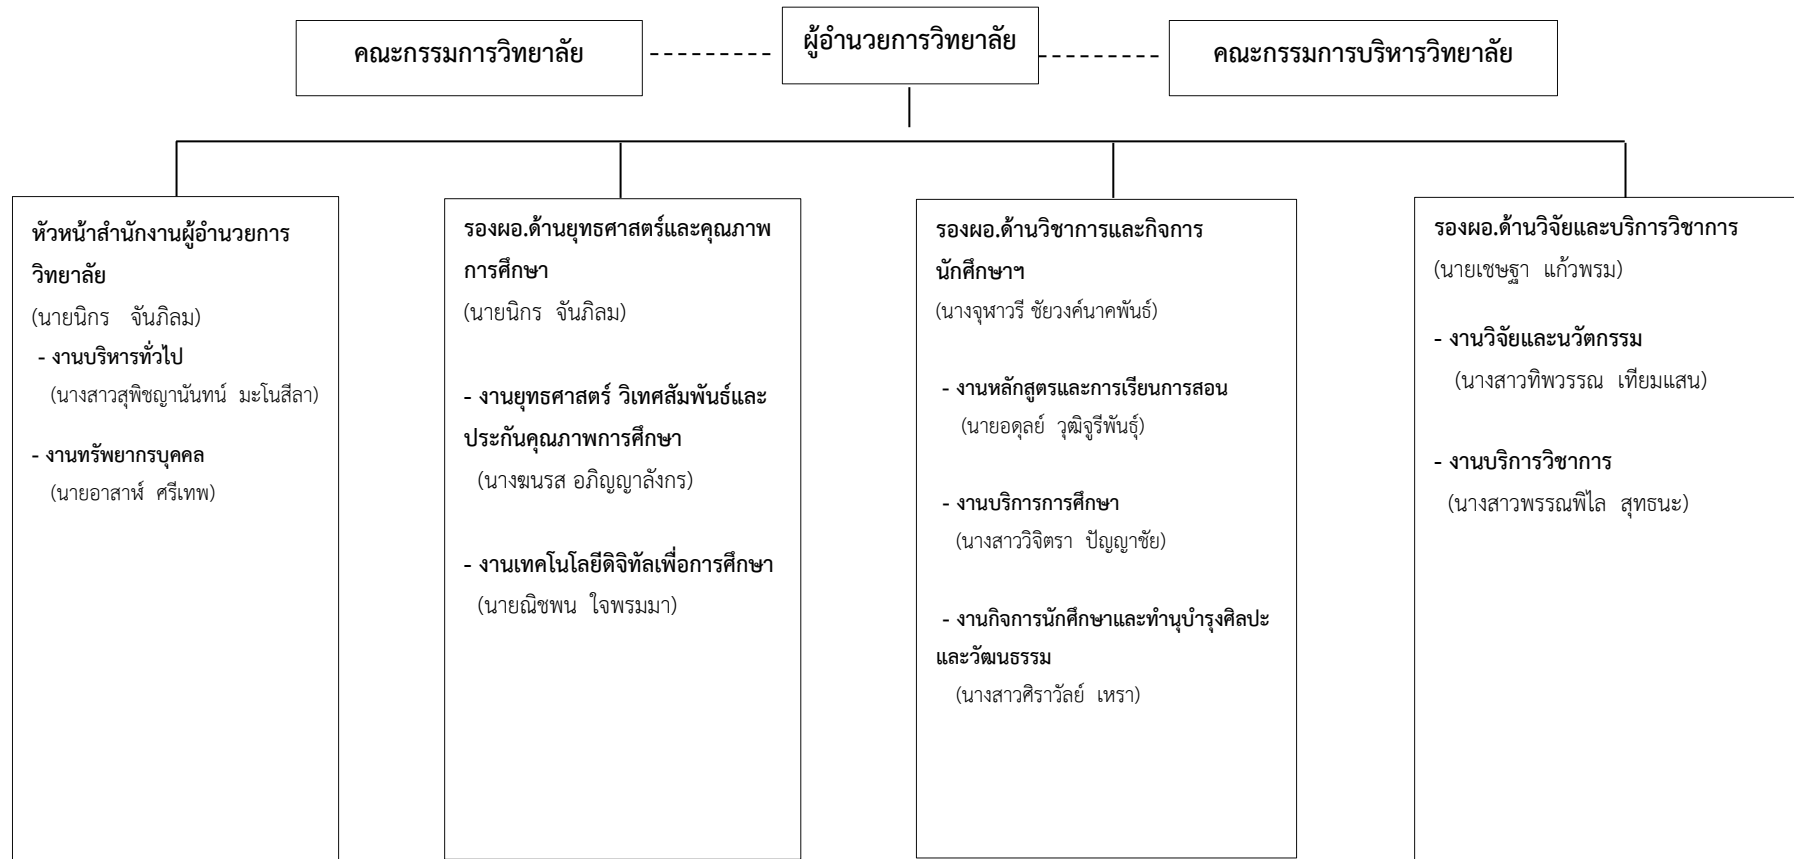 คณะกรรมการวิทยาลัย
ผู้อำนวยการวิทยาลัย
คณะกรรมการบริหารวิทยาลัย
หัวหน้าสำนักงานผู้อำนวยการ
วิทยาลัย
(นายนิกร จันภิลม)
- งานบริหารทั่วไป
(นางสาวสุพิชญานันทน์ มะโนสีลา)
- งานทรัพยากรบุคคล
(นายอาสาฬ์ ศรีเทพ)
รองผอ.ด้านยุทธศาสตร์และคุณภาพ
การศึกษา
(นายนิกร จันภิลม)
- งานยุทธศาสตร์ วิเทศสัมพันธ์และ
ประกันคุณภาพการศึกษา
(นางฆนรส อภิญญาลังกร)
- งานเทคโนโลยีดิจิทัลเพื่อการศึกษา
(นายณิชพน ใจพรมมา)
รองผอ.ด้านวิชาการและกิจการ
นักศึกษาฯ
(นางจุฬาวรี ชัยวงค์นาคพันธ์)
- งานหลักสูตรและการเรียนการสอน
(นายอดุลย์ วุฒิจูรีพันธุ์)
- งานบริการการศึกษา
(นางสาววิจิตรา ปัญญาชัย)
- งานกิจการนักศึกษาและทำนุบำรุงศิลปะ
และวัฒนธรรม
(นางสาวศิราวัลย์ เหรา)
รองผอ.ด้านวิจัยและบริการวิชาการ
(นายเชษฐา แก้วพรม)
- งานวิจัยและนวัตกรรม
(นางสาวทิพวรรณ เทียมแสน)
- งานบริการวิชาการ
(นางสาวพรรณพิไล สุทธนะ)